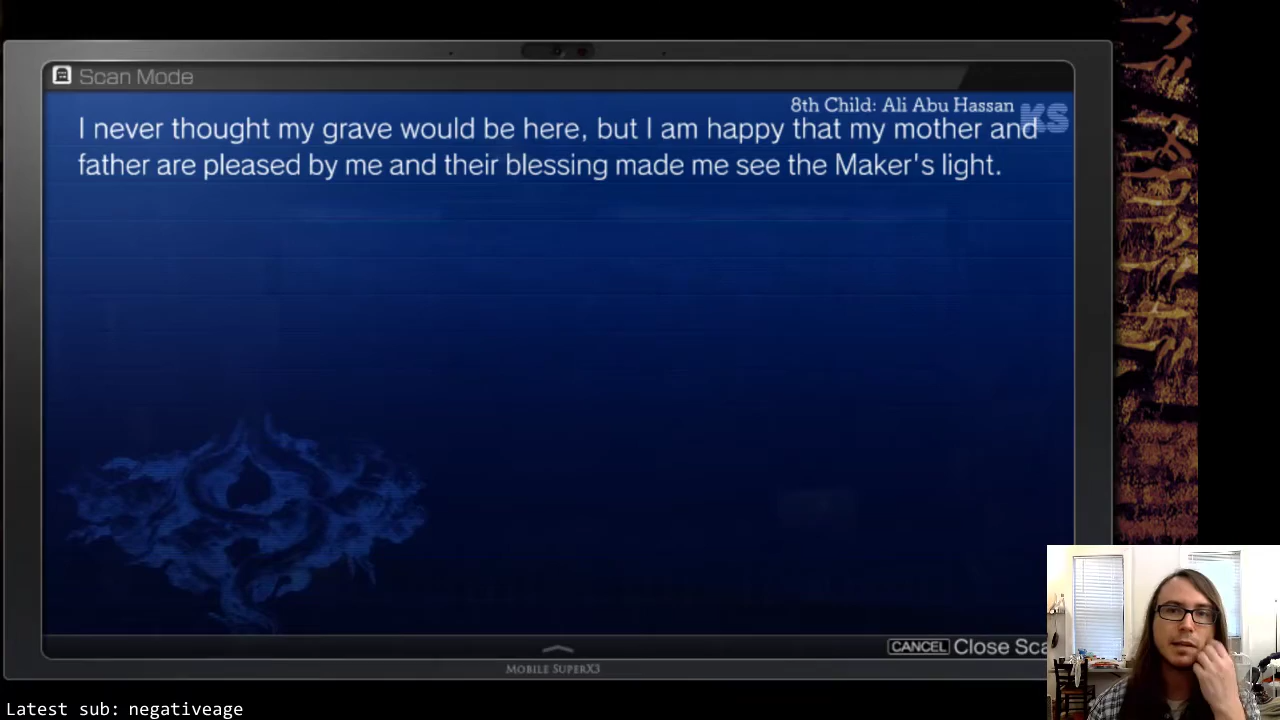 Scan Mode
8th Child: Ali Abu Hassan
KS
I never thought my grave would be here, but I am happy that my mother and
father are pleased by me and their blessing made me see the Maker's light.
CANCEL Close Sca
MOBILE SUPERX3
Latest sub: negativeage